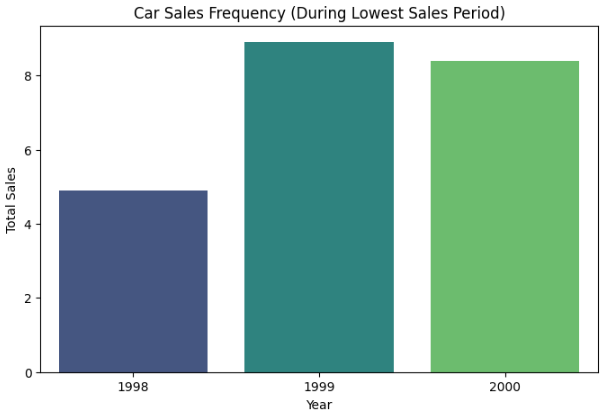 Car Sales Frequency (During Lowest Sales Period)
Total Sales
8
6
4
2
0
1998 1999 2000
Year